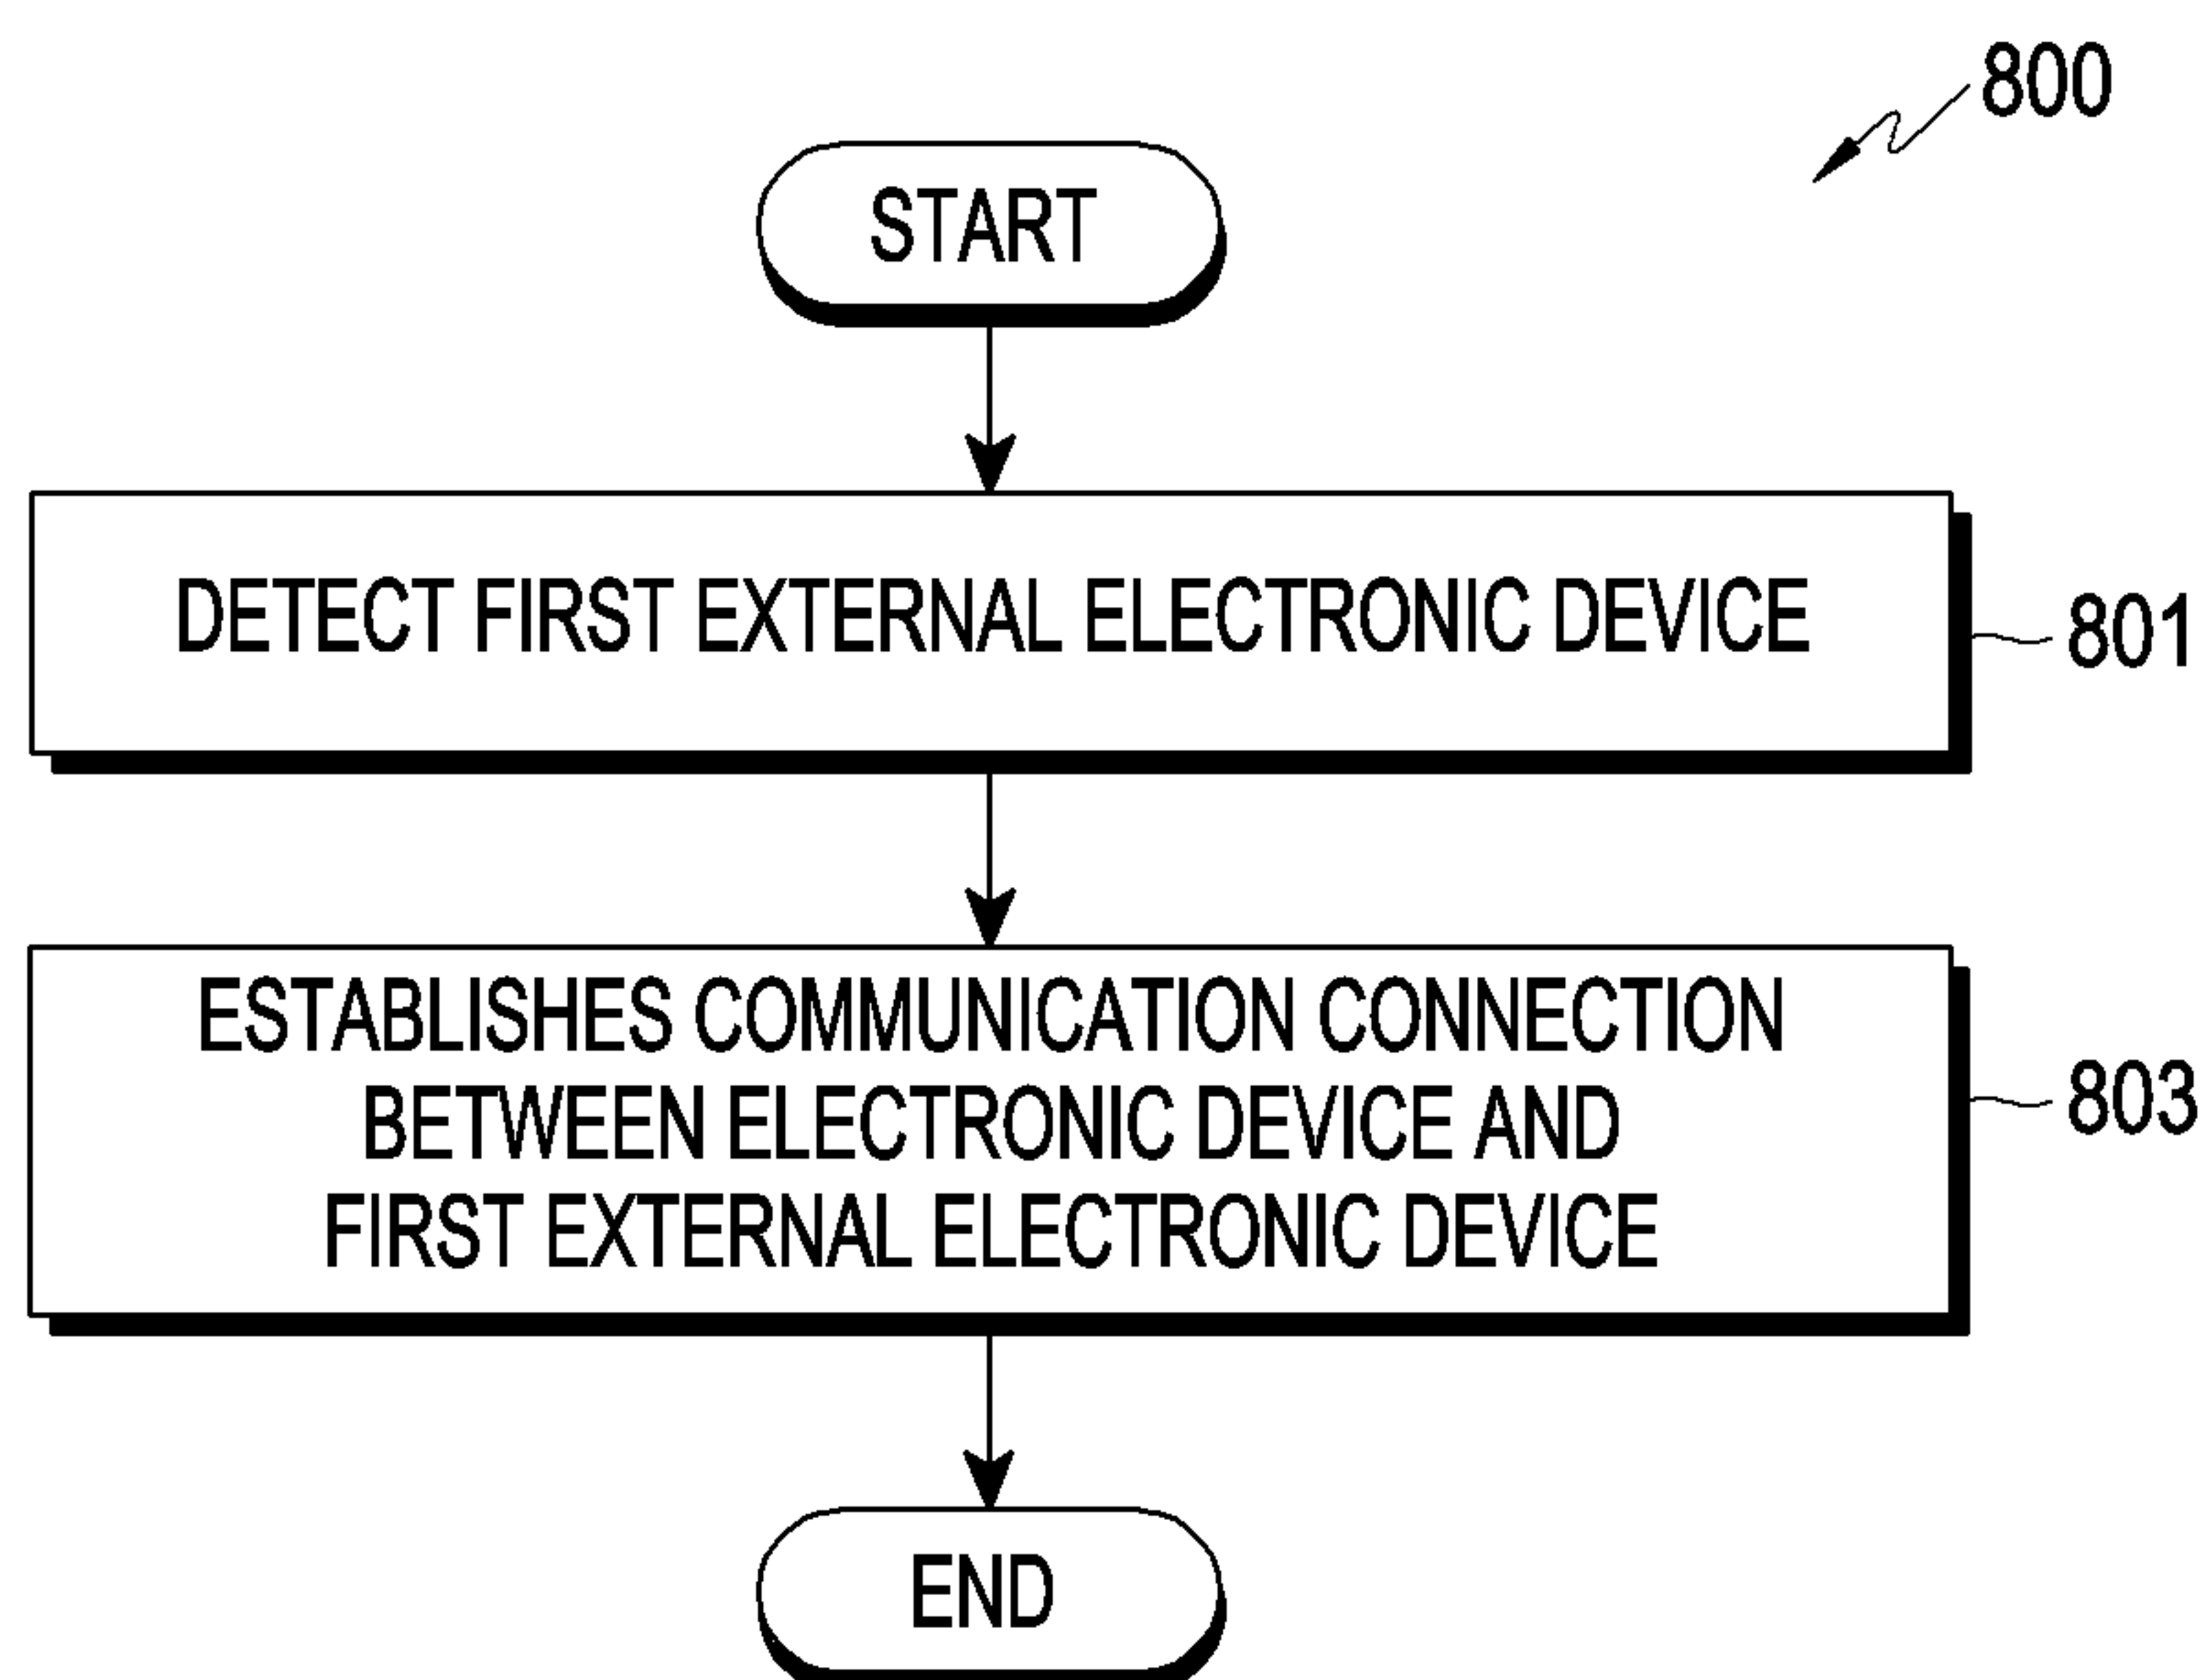 800
START
DETECT FIRST EXTERNAL ELECTRONIC DEVICE
801
ESTABLISHES COMMUNICATION CONNECTION
BETWEEN ELECTRONIC DEVICE AND
FIRST EXTERNAL ELECTRONIC DEVICE
803
END